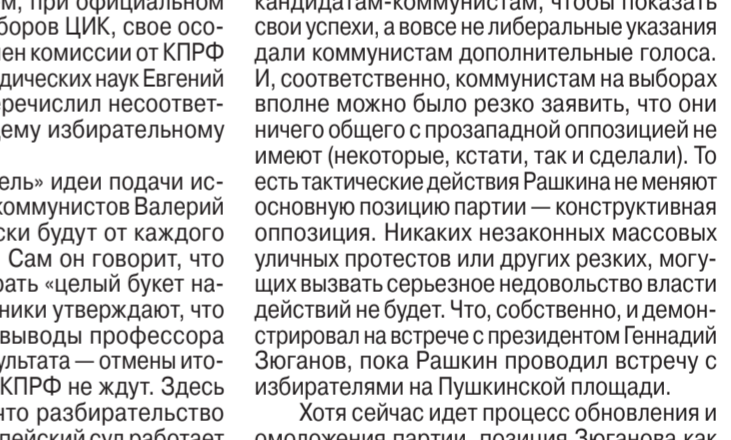 м, при официальном
боров ЦИК, свое осо-
ен комиссии от КПРФ
дических наук Евгений
речислил несоответ-
ему избирательному
ель» идеи подачи ис-
коммунистов Валерий
ски будут от каждого
Сам он говорит, что
рать «целый букет на-
ники утверждают, что
выводы профессора
ультата — отмены ито-
КПРФ не ждут. Здесь
что разбирательство
пейский суд работает
кандидатам-коммунистам, чтобы показать
свои успехи, а вовсе не либеральные указания
дали коммунистам дополнительные голоса.
И, соответственно, коммунистам на выборах
вполне можно было резко заявить, что они
ничего общего с прозападной оппозицией не
имеют (некоторые, кстати, так и сделали). То
есть тактические действия Рашкина не меняют
основную позицию партии — конструктивная
оппозиция. Никаких незаконных массовых
уличных протестов или других резких, могу-
щих вызвать серьезное недовольство власти
действий не будет. Что, собственно, и демон-
стрировал на встрече с президентом Геннадий
Зюганов, пока Рашкин проводил встречу с
избирателями на Пушкинской площади.
Хотя сейчас идет процесс обновления и
омоложения партии, позиция Зюганова как